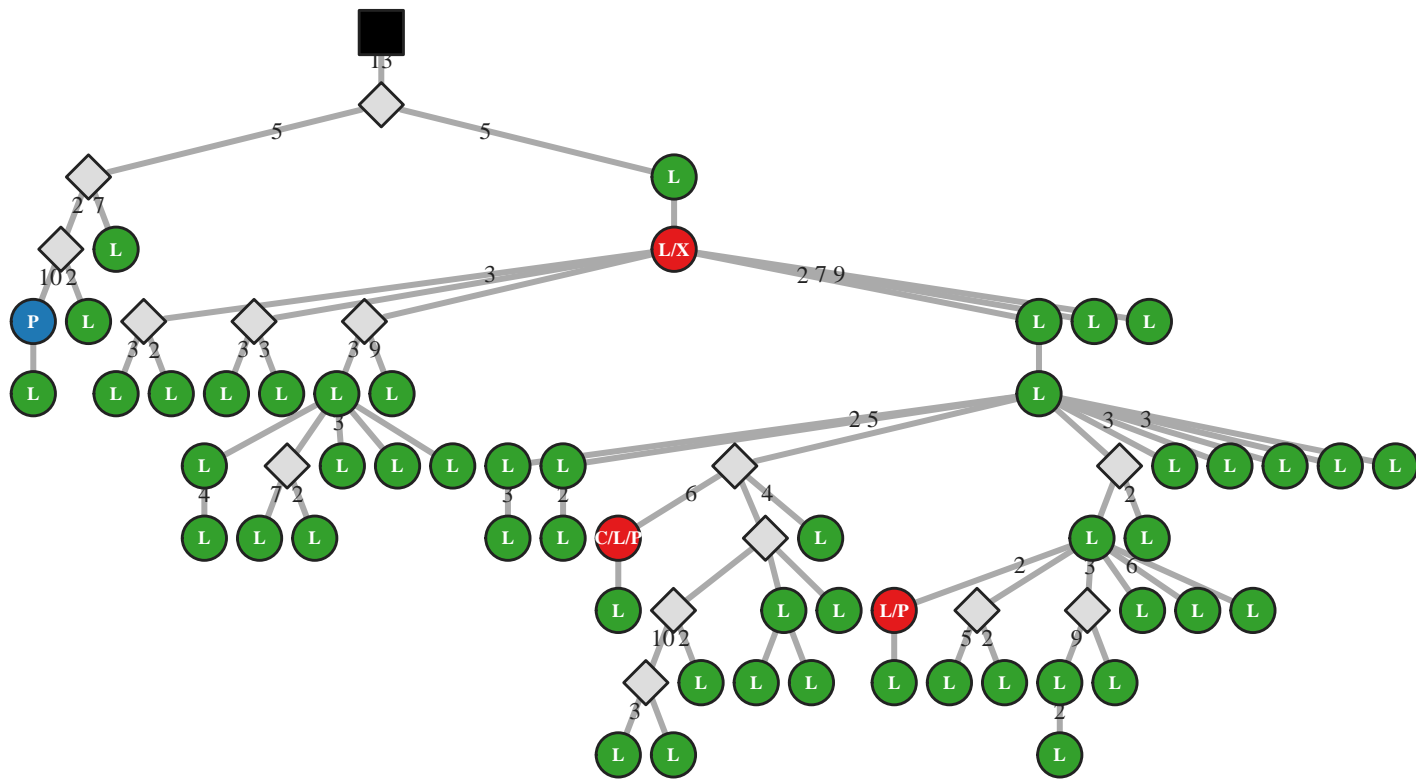 13
5 5
L
2 7
L L/X
10 2 3 2 7 9
P L L L L
3 2 3 3 3 9
L L L L L L L L
3 2 5 3 3
L L L L L L L L L L L L
4 7 2 3 2 6 4 2
L L L L L C/L/P L L L
2 3 6
L L L L/P L L L
10 2 5 2 9
L L L L L L L L
3 2
L L L